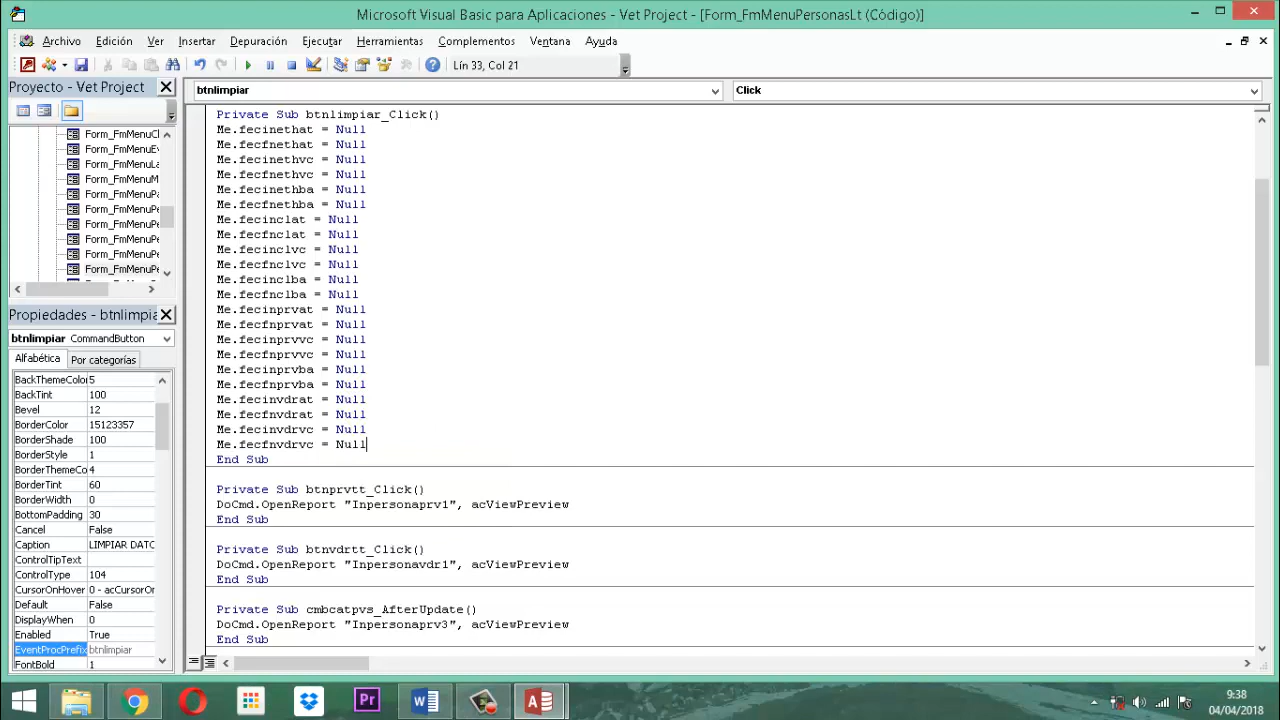 Microsoft Visual Basic para Aplicaciones - Vet Project - [Form_FmMenuPersonasLt (Código)]
Archivo Edición Ver Insertar Formato Depuración Ejecutar Herramientas Complementos Ventana Ayuda
Lín 33, Col 21
Proyecto - Vet Project
btnlimpiar
Click
Form_FmMenuCl
Form_FmMenuEv
Form_FmMenuLa
Form_FmMenuM
Form_FmMenuPa
Form_FmMenuPe
Form_FmMenuPe
Form_FmMenuPe
Form_FmMenuPe
Form_FmMenuPe
Propiedades - btnlimpiar
btnlimpiar CommandButton
Alfabética Por categorías
BackThemeColor 5
BackTint 100
Bevel 12
BorderColor 15123357
BorderShade 100
BorderStyle 1
BorderThemeCo 4
BorderTint 60
BorderWidth 0
BottomPadding 30
Cancel False
Caption LIMPIAR DATO
ControlTipText
ControlType 104
CursorOnHover 0 - acCursorOn
Default False
DisplayWhen 0
Enabled True
EventProcPrefix btnlimpiar
FontBold 1
Private Sub btnlimpiar_Click()
Me.fecinethat = Null
Me.fecfnethat = Null
Me.fecinethvc = Null
Me.fecfnethvc = Null
Me.fecinethba = Null
Me.fecfnethba = Null
Me.fecinclat = Null
Me.fecfnclat = Null
Me.fecinclvc = Null
Me.fecfnclvc = Null
Me.fecinclba = Null
Me.fecfnclba = Null
Me.fecinprvat = Null
Me.fecfnprvat = Null
Me.fecinprvvc = Null
Me.fecfnprvvc = Null
Me.fecinprvba = Null
Me.fecfnprvba = Null
Me.fecinvdrat = Null
Me.fecfnvdrat = Null
Me.fecinvdrvc = Null
Me.fecfnvdrvc = Null
End Sub
Private Sub btnprvtt_Click()
DoCmd.OpenReport "Inpersonaprv1", acViewPreview
End Sub
Private Sub btnvdrtt_Click()
DoCmd.OpenReport "Inpersonavdr1", acViewPreview
End Sub
Private Sub cmbcatpvs_AfterUpdate()
DoCmd.OpenReport "Inpersonaprv3", acViewPreview
End Sub
Pr
9:38
04/04/2018